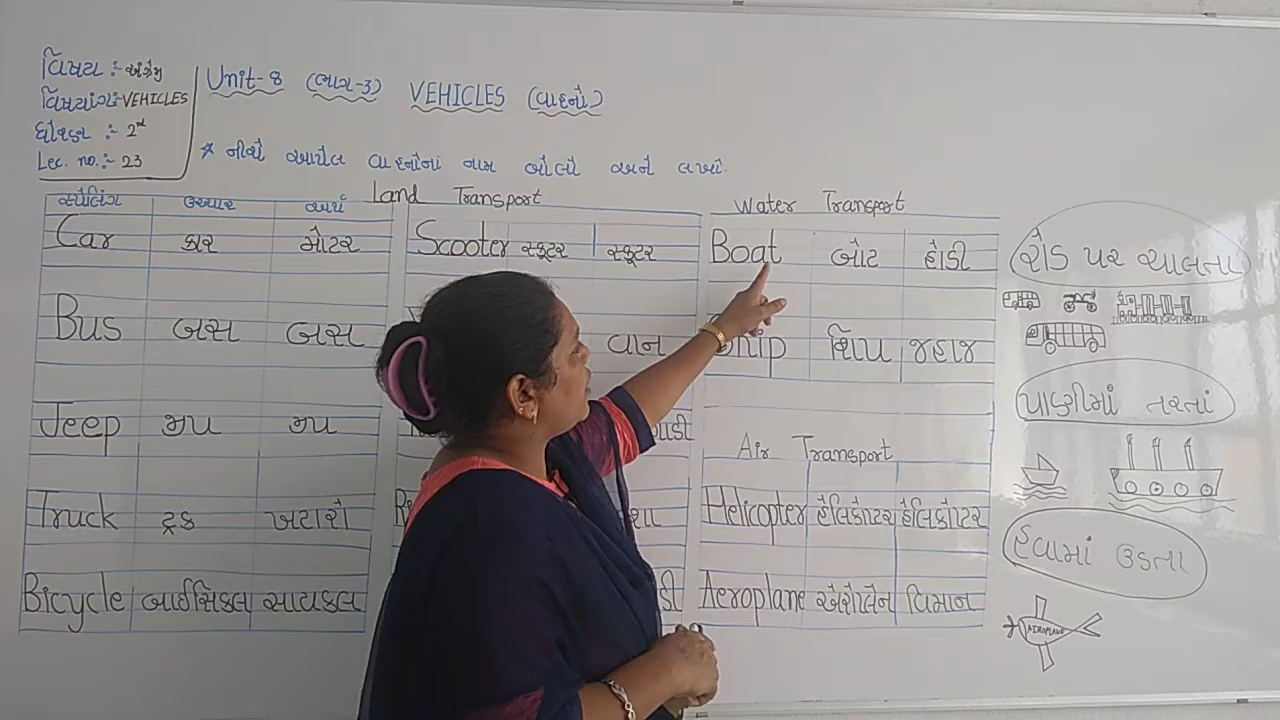 વિષય :- અંગ્રેજી
વિષયાંગ:- VEHICLES
ધોરણ :- 2nd
Lec. no. :- 23
Unit-8 (ભાગ-3) VEHICLES (વાહનો)
* નીચે આપેલ વાહનોનાં નામ બોલો અને લખો.
Land Transport
સ્પેલિંગ ઉચ્ચાર અર્થ
Car કાર મોટર
Bus બસ બસ
Jeep જીપ જીપ
Truck ટ્રક ખટારો
Bicycle બાઈસિકલ સાયકલ
Scooter સ્કૂટર સ્કૂટર
વાન
Water Transport
Boat બોટ હોડી
Ship શિપ જહાજ
Air Transport
Helicopter હેલિકોપ્ટર હેલિકોપ્ટર
Aeroplane એરોપ્લેન વિમાન
રોડ પર ચાલતા
પાણીમાં તરતાં
હવામાં ઉડતા
AEROPLANE